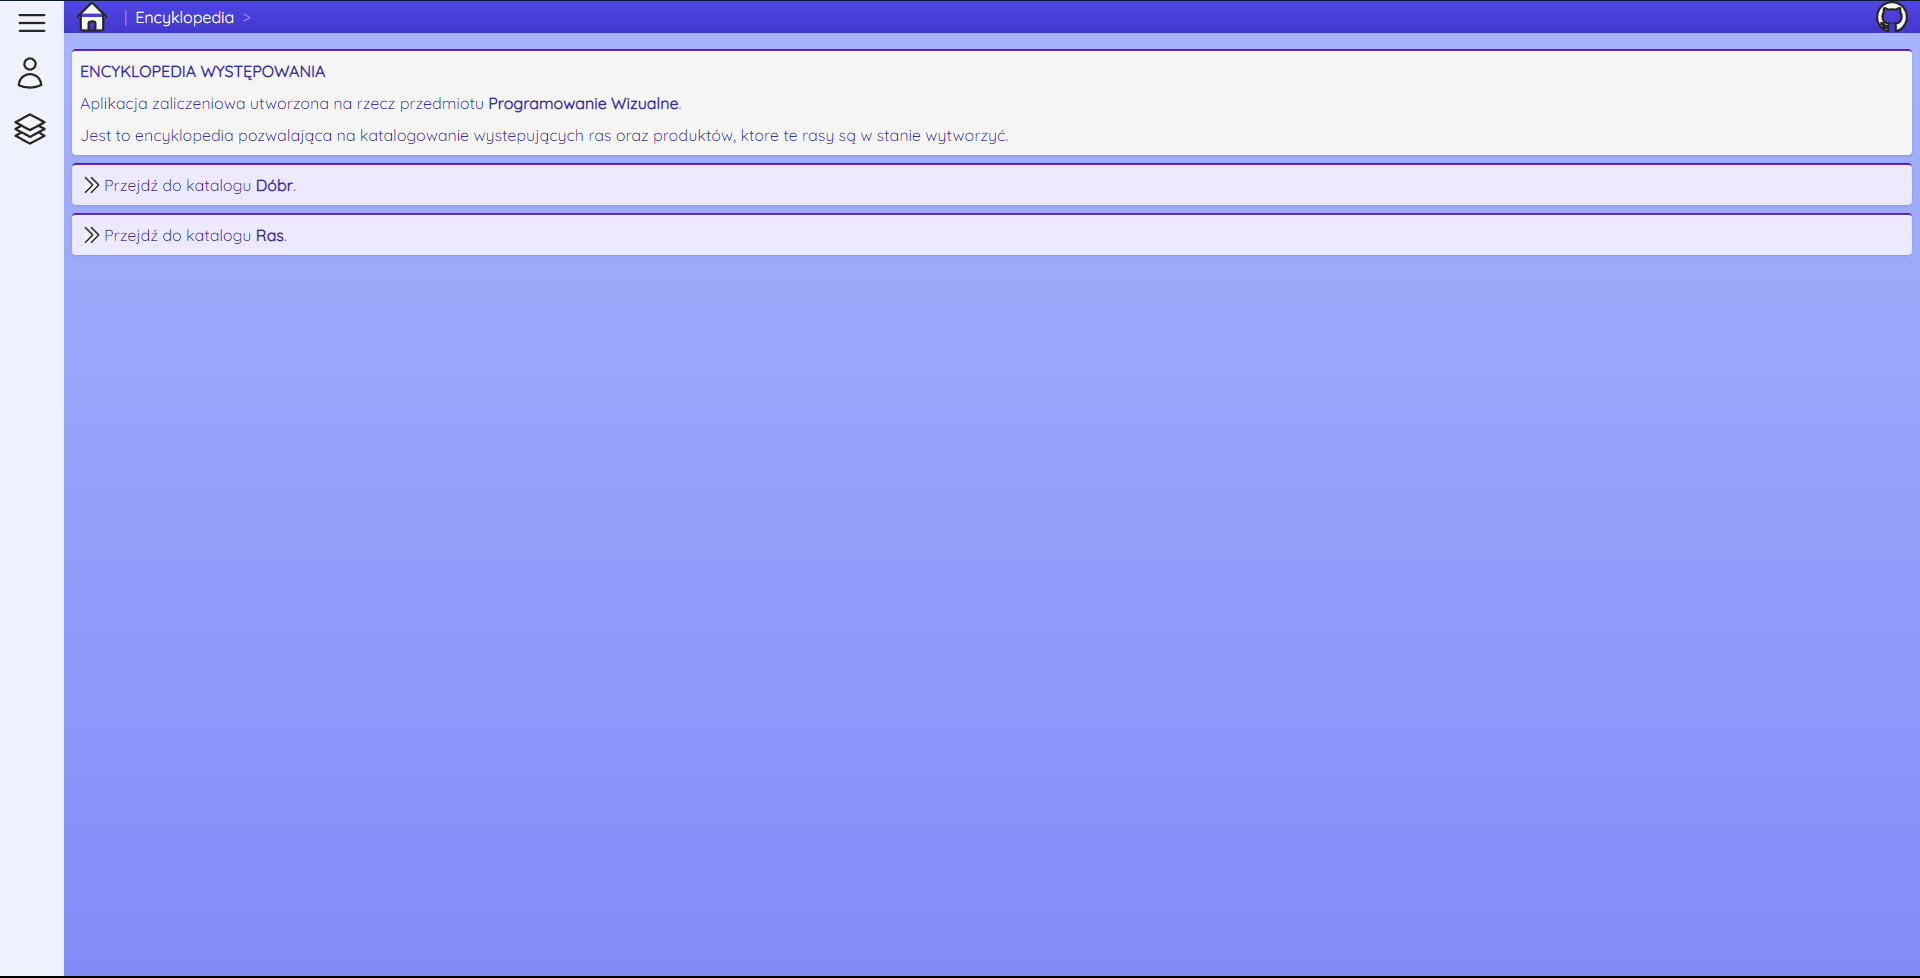 | Encyklopedia >
ENCYKLOPEDIA WYSTĘPOWANIA
Aplikacja zaliczeniowa utworzona na rzecz przedmiotu Programowanie Wizualne.
Jest to encyklopedia pozwalająca na katalogowanie wystepujących ras oraz produktów, ktore te rasy są w stanie wytworzyć.
Przejdź do katalogu Dóbr.
Przejdź do katalogu Ras.